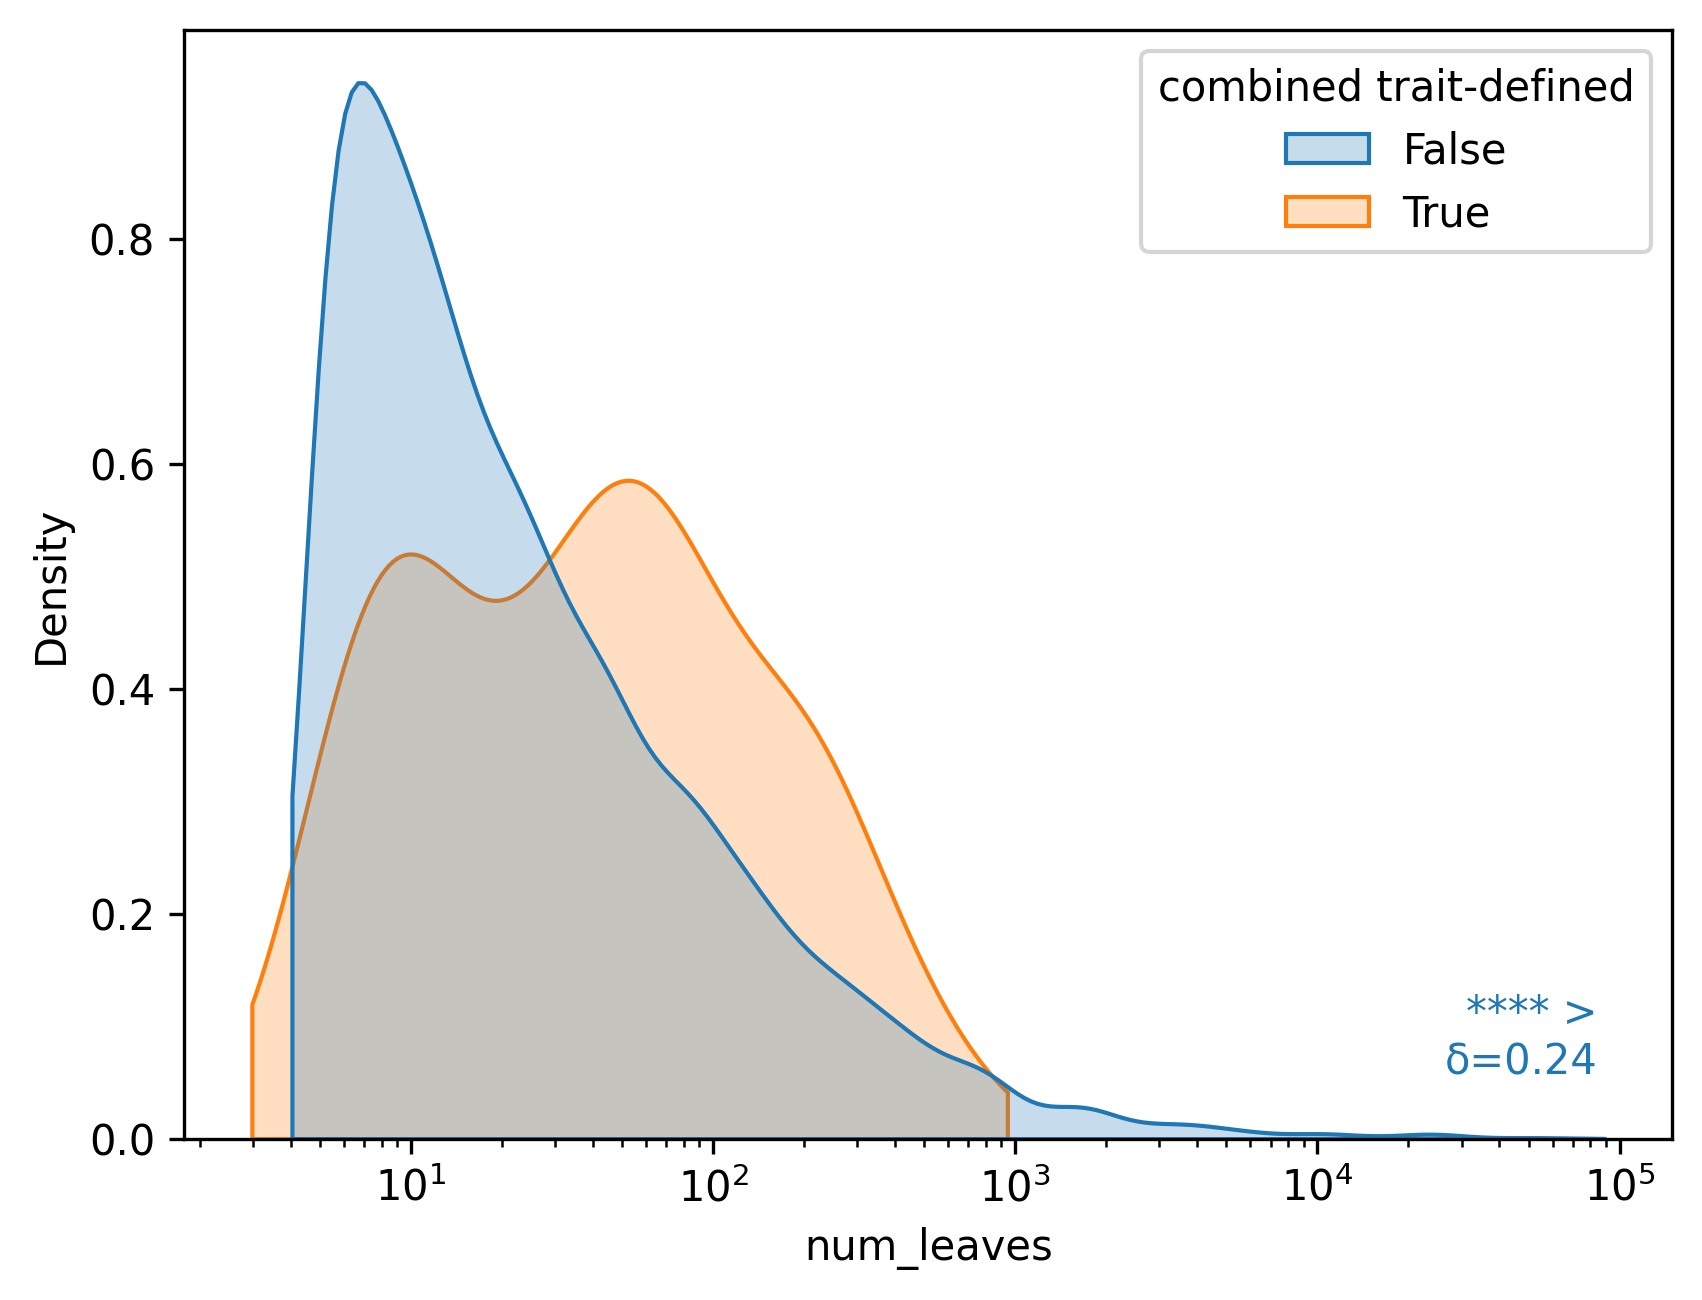 combined trait-defined
False
True
Density
0.8
0.6
0.4
0.2
0.0
**** >
δ=0.24
10¹ 10² 10³ 10⁴ 10⁵
num_leaves